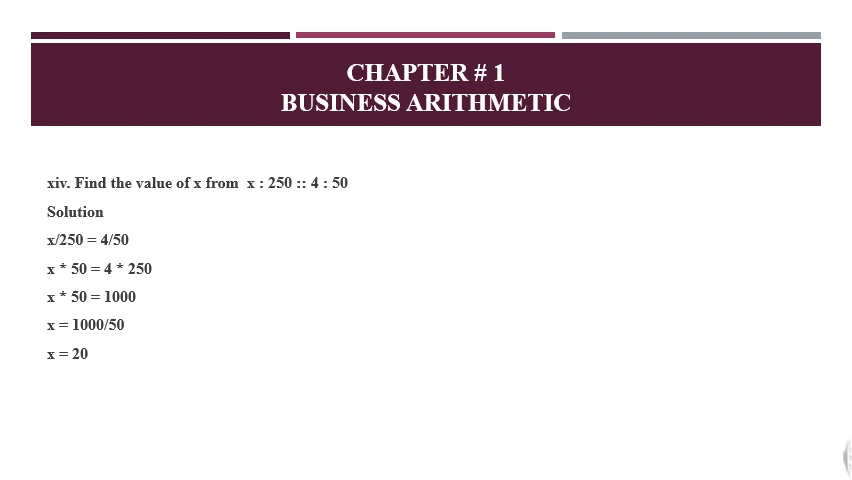 CHAPTER # 1
BUSINESS ARITHMETIC
xiv. Find the value of x from  x : 250 :: 4 : 50
Solution
x/250 = 4/50
x * 50 = 4 * 250
x * 50 = 1000
x = 1000/50
x = 20